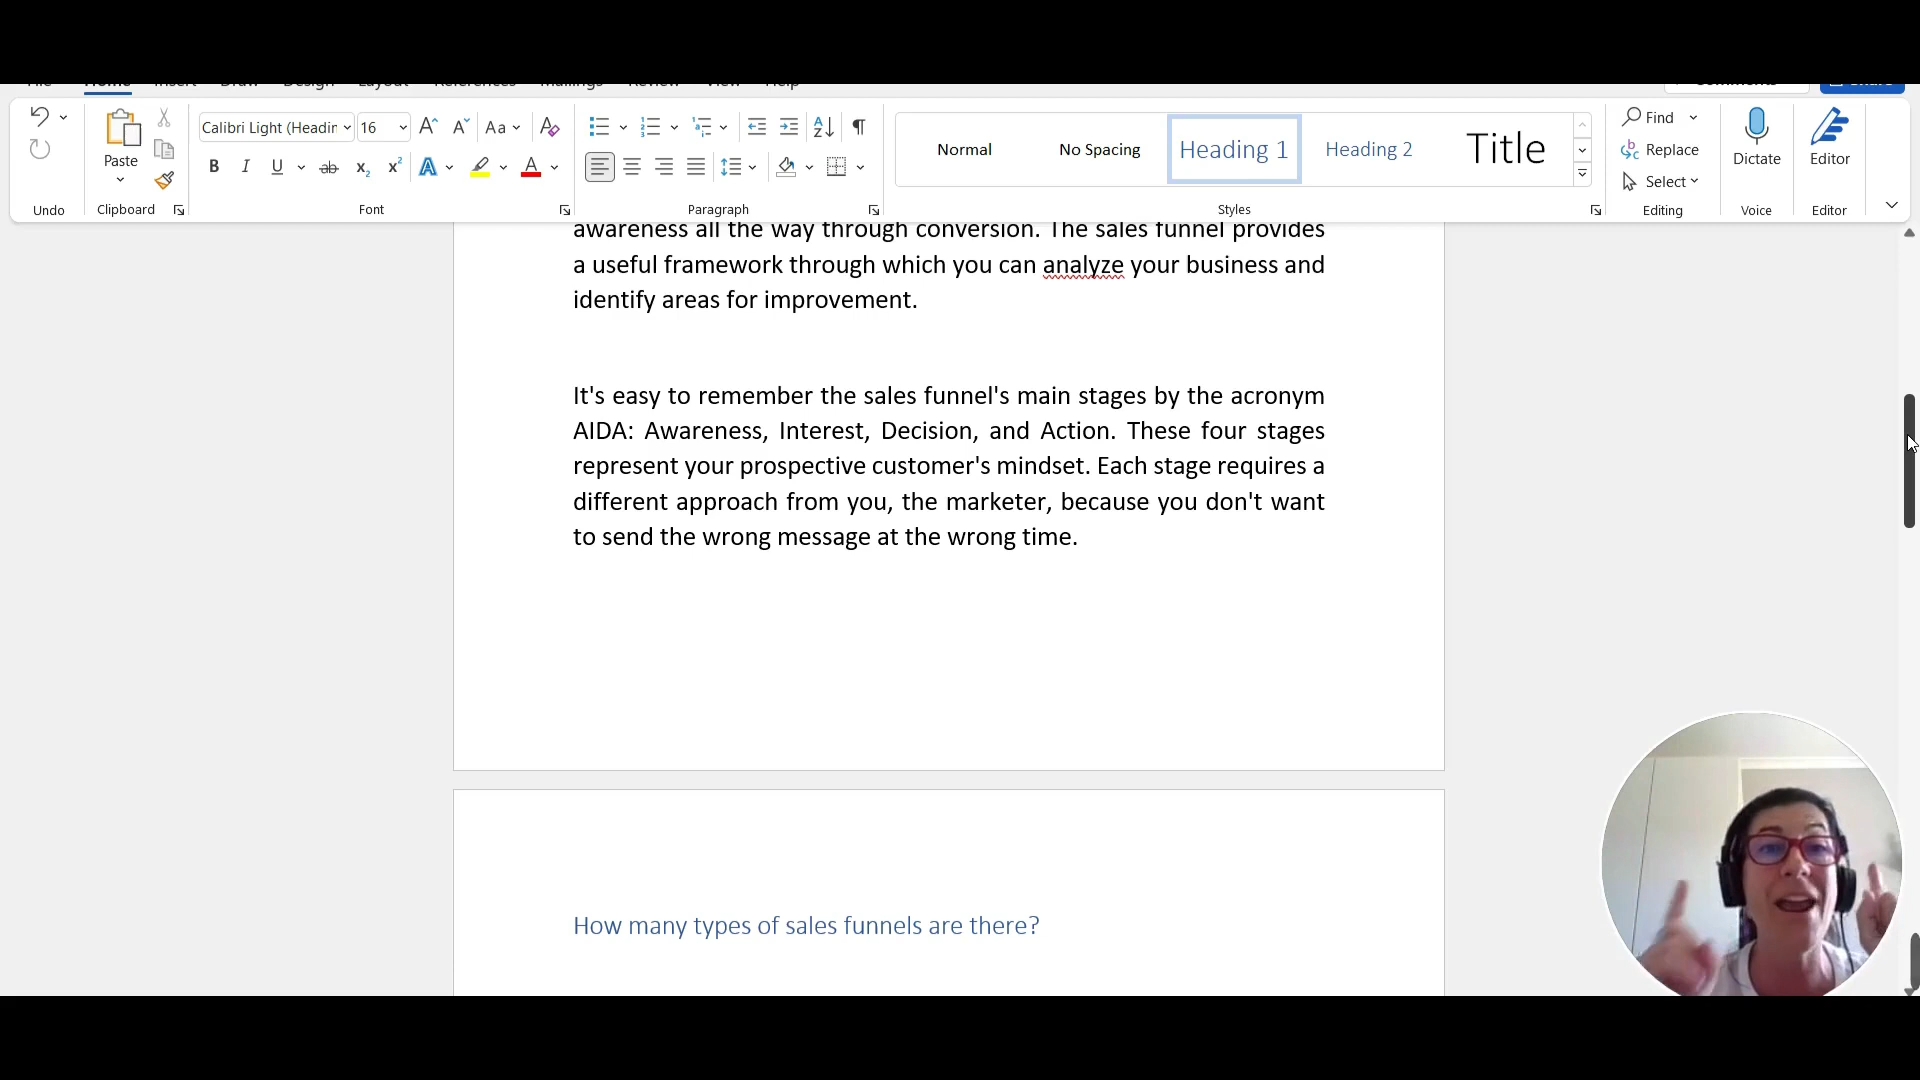 Home
Calibri Light (Headin
16
Aa
Paste
Undo
Clipboard
Font
Paragraph
Normal
No Spacing
Heading 1
Heading 2
Title
Styles
Find
Replace
Select
Editing
Dictate
Voice
Editor
Editor
awareness all the way through conversion. The sales funnel provides
a useful framework through which you can analyze your business and
identify areas for improvement.
It's easy to remember the sales funnel's main stages by the acronym
AIDA: Awareness, Interest, Decision, and Action. These four stages
represent your prospective customer's mindset. Each stage requires a
different approach from you, the marketer, because you don't want
to send the wrong message at the wrong time.
How many types of sales funnels are there?